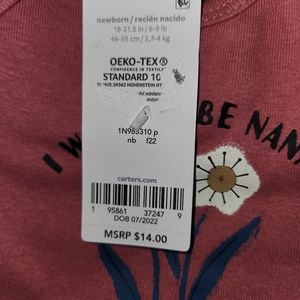 newborn / recién nacido
18-21.5 in / 6-9 lb
46-55 cm / 2,7-4 kg
OEKO-TEX®
CONFIDENCE IN TEXTILES
STANDARD 10
HOHENSTEIN
I W
BE NAN
1N983310 p
nb f22
carters.com
1 95861 37247 9
DOB 07/2022
MSRP $14.00